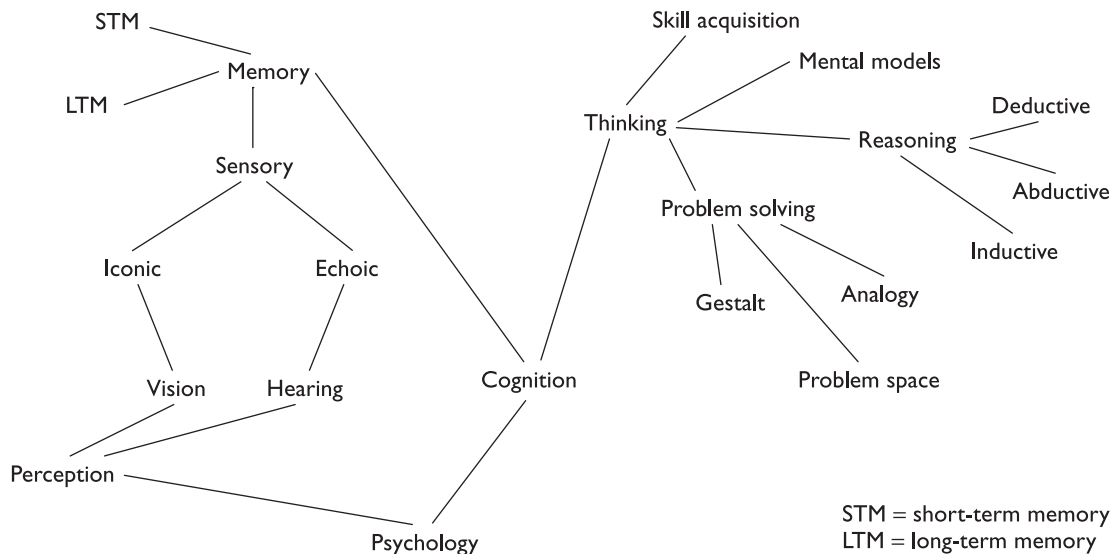 Skill acquisition
STM
Mental models
Memory
LTM
Deductive
Thinking
Reasoning
Sensory
Abductive
Problem solving
Inductive
Iconic
Echoic
Analogy
Gestalt
Cognition
Problem space
Vision
Hearing
Perception
STM = short-term memory
Psychology
LTM = long-term memory